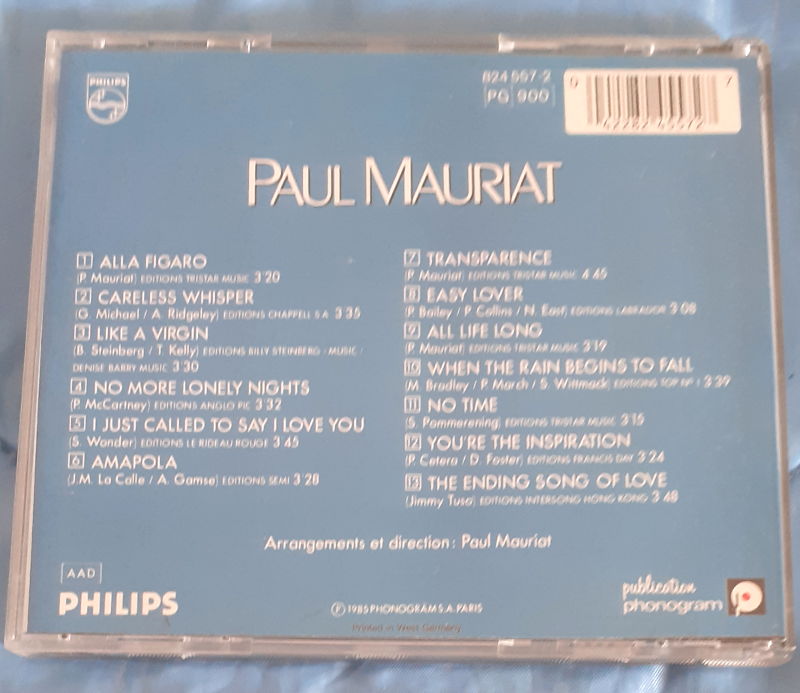 PHILIPS
824 557-2
PG 900
0 7
PAUL MAURIAT
1 ALLA FIGARO
(P. Mauriat) EDITIONS TRISTAR MUSIC 3'20
2 CARELESS WHISPER
(G. Michael / A. Ridgeley) EDITIONS CHAPPELL S.A. 3'35
3 LIKE A VIRGIN
(B. Steinberg / T. Kelly) EDITIONS BILLY STEINBERG - MUSIC /
DENISE BARRY MUSIC 3'30
4 NO MORE LONELY NIGHTS
(P. McCartney) EDITIONS ANGLO PIC 3'32
5 I JUST CALLED TO SAY I LOVE YOU
(S. Wonder) EDITIONS LE RIDEAU ROUGE 3'45
6 AMAPOLA
(J.M. La Calle / A. Gamse) EDITIONS SEMI 3'28
7 TRANSPARENCE
(P. Mauriat) EDITIONS TRISTAR MUSIC 4'45
8 EASY LOVER
(P. Bailey / P. Collins / N. East) EDITIONS LABRADOR 3'08
9 ALL LIFE LONG
(P. Mauriat) EDITIONS TRISTAR MUSIC 3'19
10 WHEN THE RAIN BEGINS TO FALL
(M. Bradley / P. March / S. Wittmack) EDITIONS TOP N° 1 3'39
11 NO TIME
(S. Pommerening) EDITIONS TRISTAR MUSIC 3'15
12 YOU'RE THE INSPIRATION
(P. Cetera / D. Foster) EDITIONS FRANCIS DAY 3'24
13 THE ENDING SONG OF LOVE
(Jimmy Tuso) EDITIONS INTERSONG HONG KONG 3'48
Arrangements et direction : Paul Mauriat
AAD
PHILIPS
℗ 1985 PHONOGRAM S.A. PARIS
Printed in West Germany
publication
phonogram